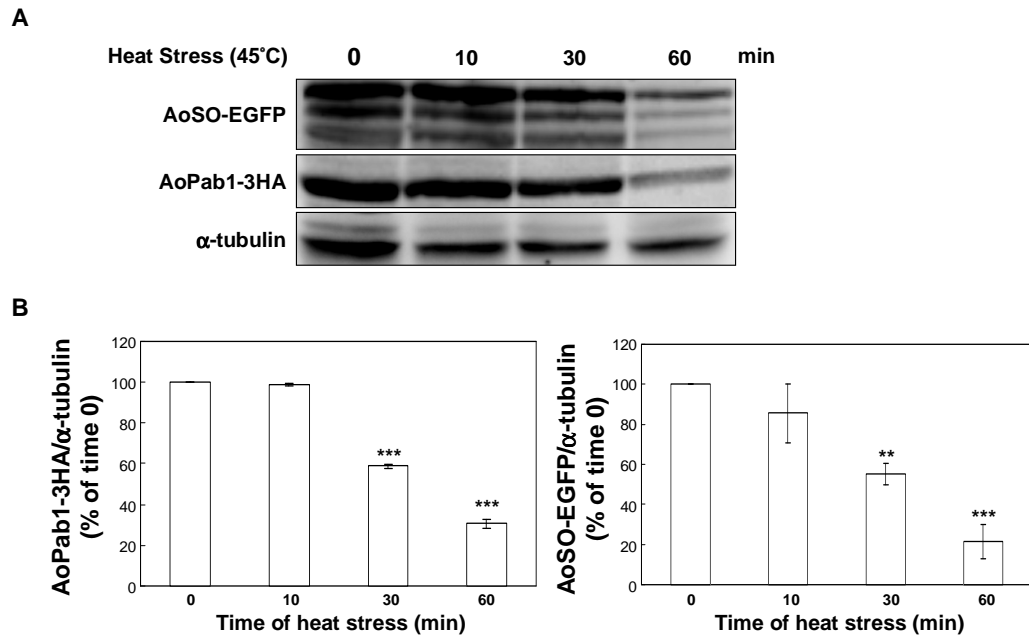 A
Heat Stress (45°C) 0 10 30 60 min
AoSO-EGFP
AoPab1-3HA
α-tubulin
B
AoPab1-3HA/α-tubulin
(% of time 0)
120
100
80
60
40
20
0
***
***
0 10 30 60
Time of heat stress (min)
AoSO-EGFP/α-tubulin
(% of time 0)
120
100
80
60
40
20
0
**
***
0 10 30 60
Time of heat stress (min)